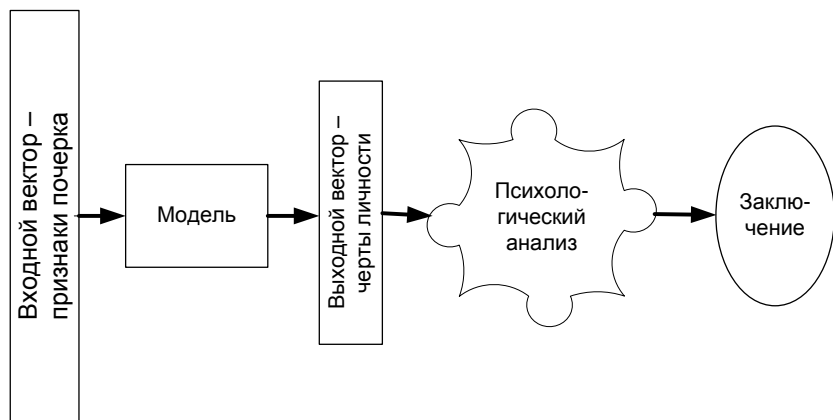 Входной вектор –
признаки почерка
Модель
Выходной вектор –
черты личности
Психоло-
гический
анализ
Заклю-
чение